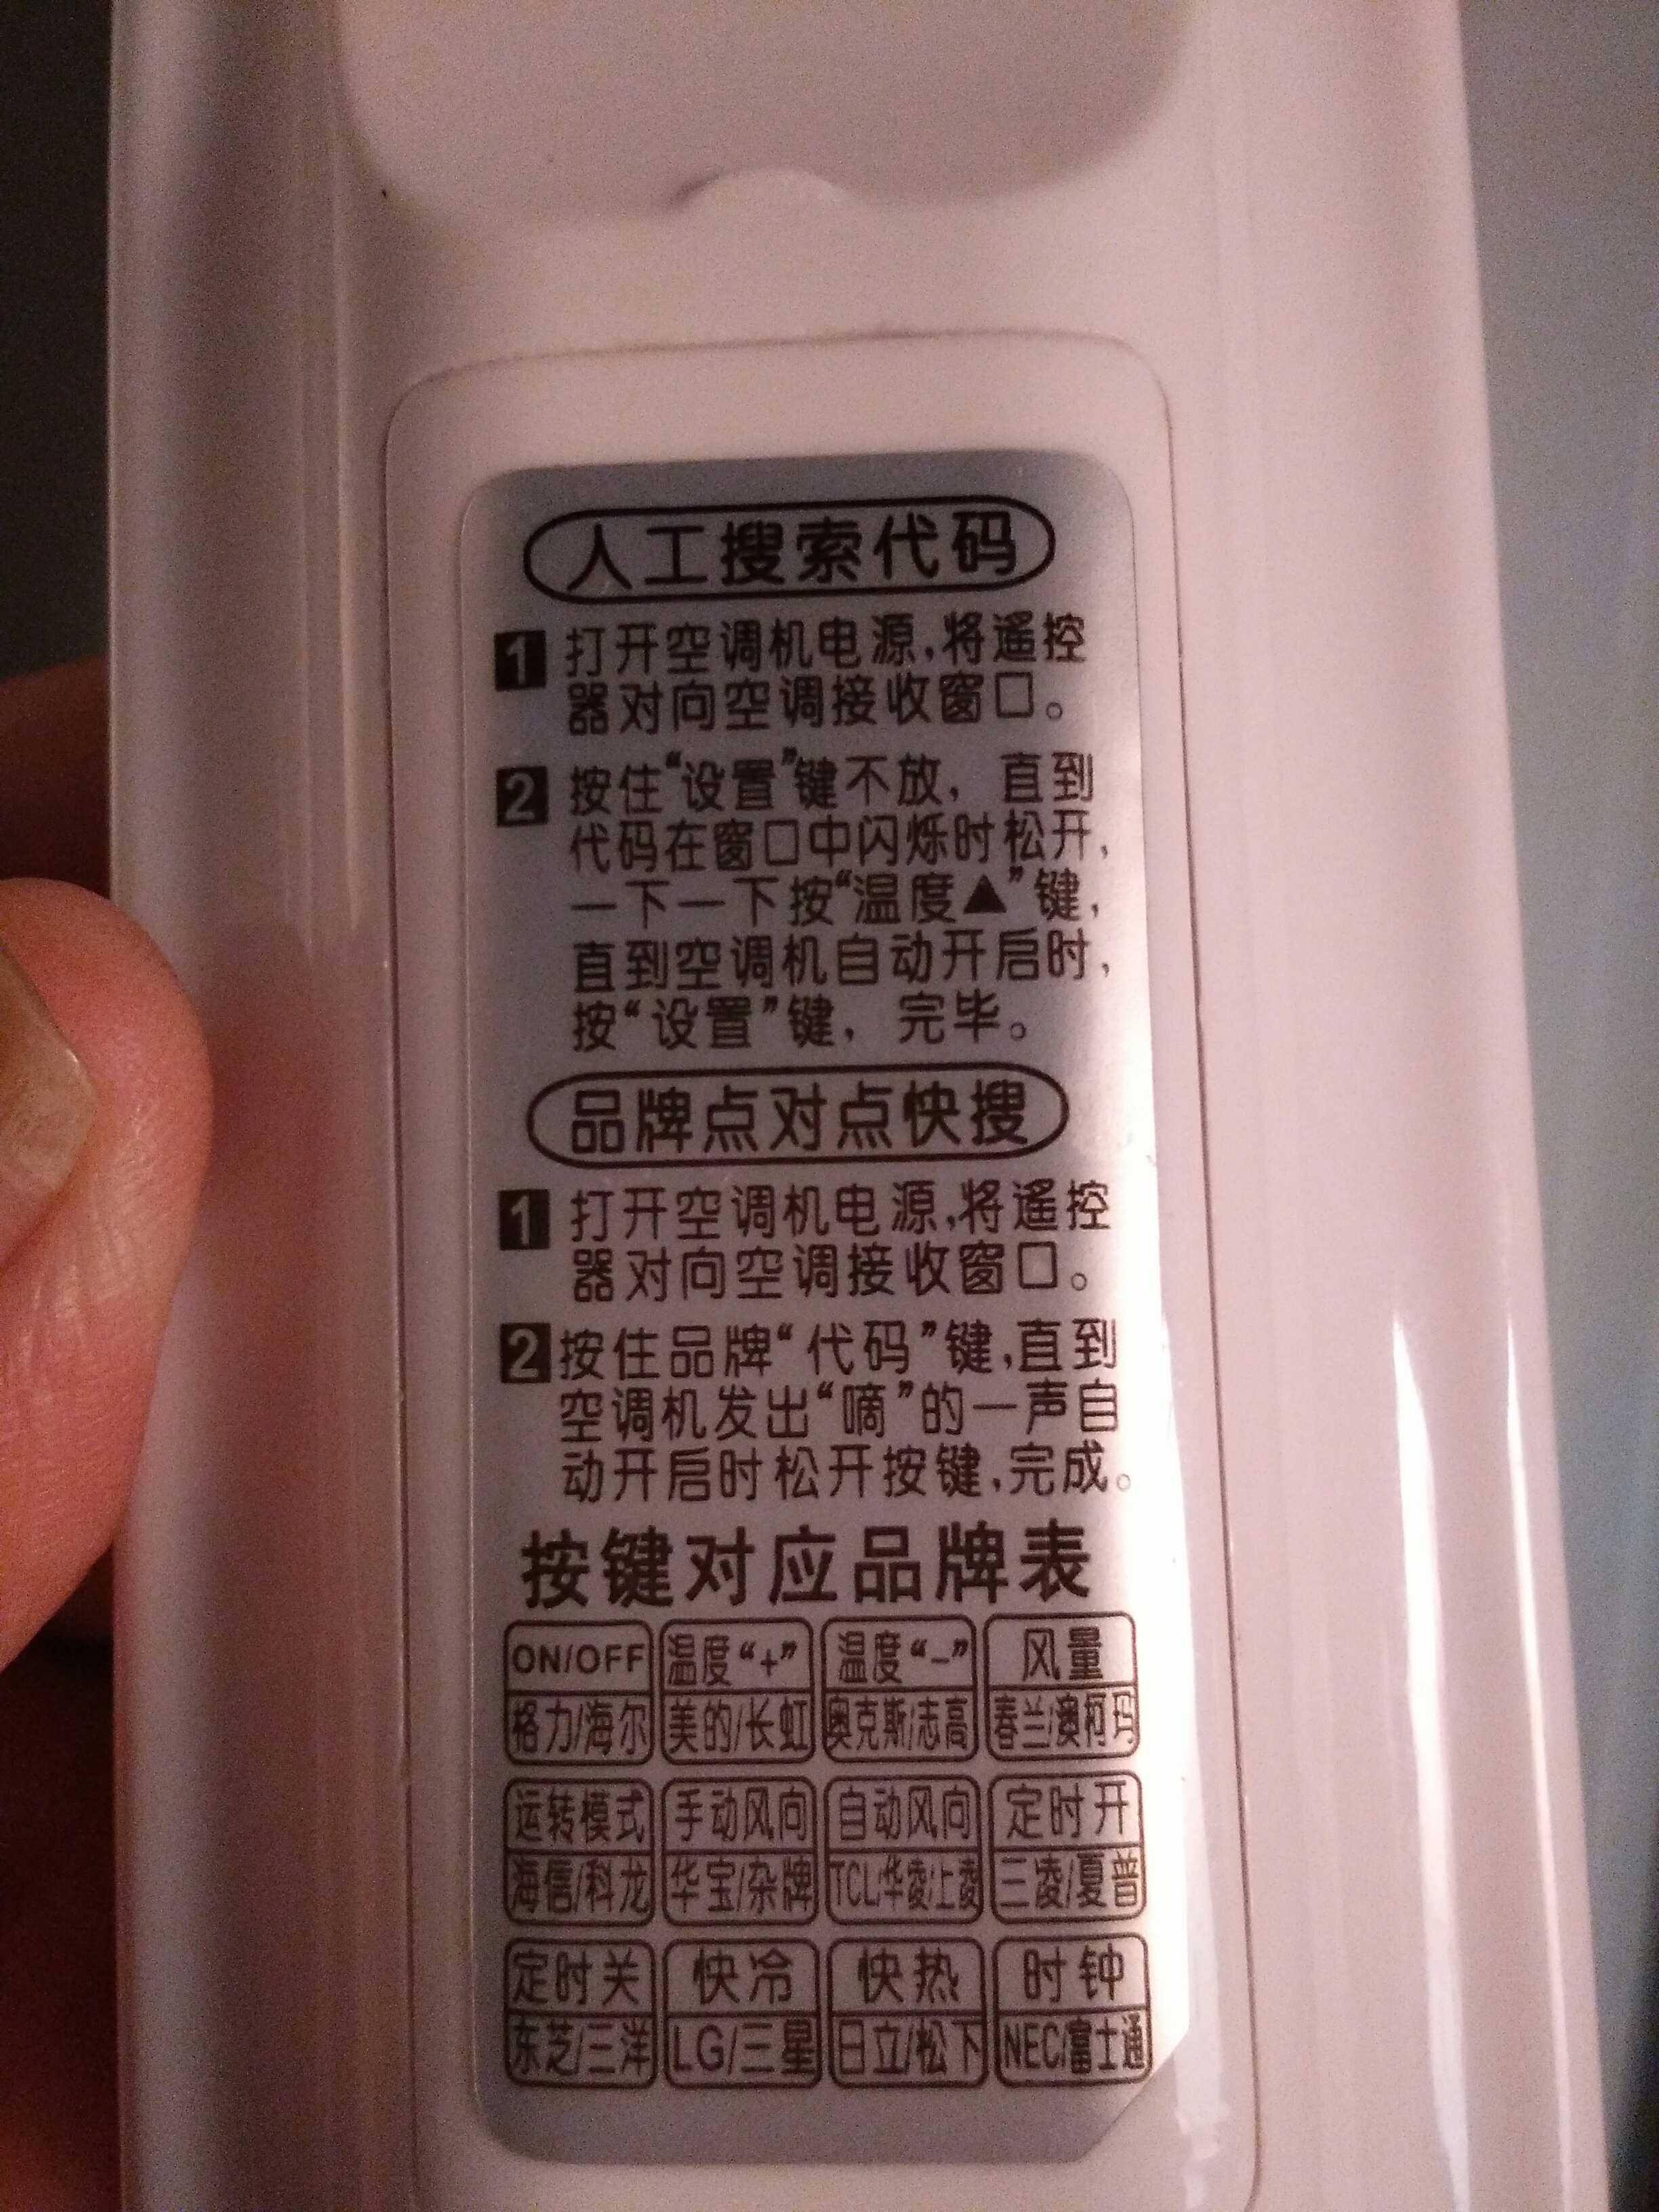 人工搜索代码
1 打开空调机电源,将遥控
器对向空调接收窗口。
2 按住“设置”键不放，直到
代码在窗口中闪烁时松开，
一下一下按“温度▲”键，
直到空调机自动开启时，
按“设置”键，完毕。
品牌点对点快搜
1 打开空调机电源,将遥控
器对向空调接收窗口。
2 按住品牌“代码”键,直到
空调机发出“嘀”的一声自
动开启时松开按键,完成。
按键对应品牌表
ON/OFF 温度“+” 温度“-” 风量
格力/海尔 美的/长虹 奥克斯/志高 春兰/澳柯玛
运转模式 手动风向 自动风向 定时开
海信/科龙 华宝/杂牌 TCL/华凌/上菱 三凌/夏普
定时关 快冷 快热 时钟
东芝/三洋 LG/三星 日立/松下 NEC/富士通